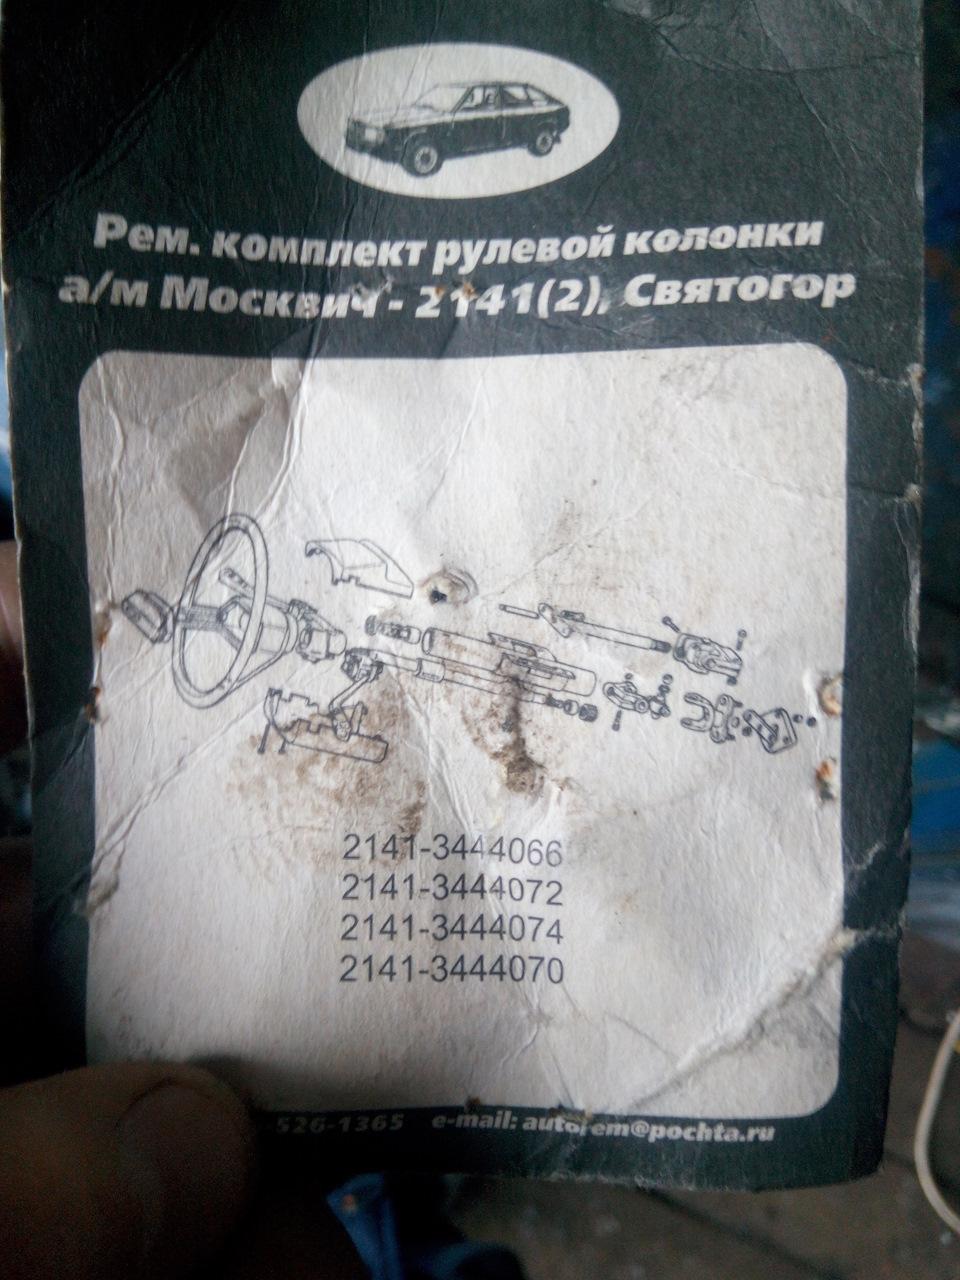 Рем. комплект рулевой колонки
а/м Москвич - 2141(2), Святогор
2141-3444066
2141-3444072
2141-3444074
2141-3444070
-526-1365 e-mail: autorem@pochta.ru